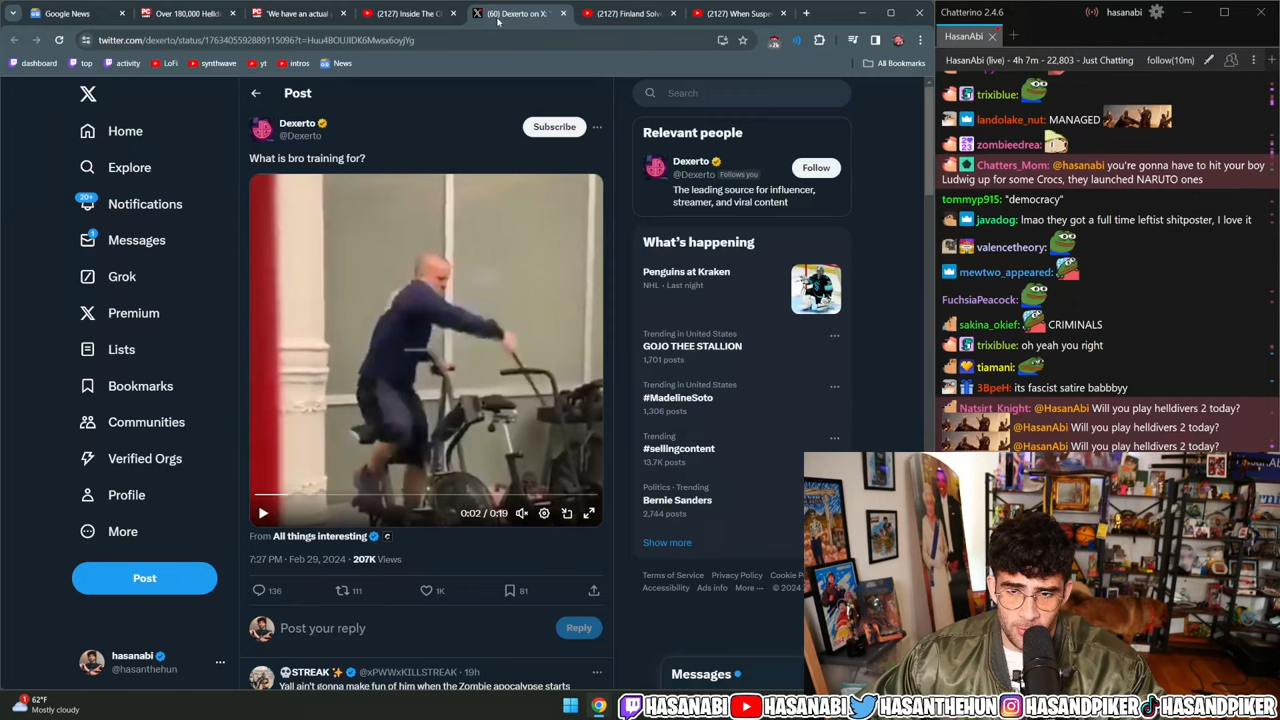 Google News
Over 180,000 Helldi
"We have an actual
(2127) Inside The C
(60) Dexerto on X:
(2127) Finland Solv
(2127) When Suspe
twitter.com/dexerto/status/1763405592889115096?t=Huu4BOUJIDK6Mwsx6oyjYg
dashboard
top
activity
LoFi
synthwave
yt
intros
News
All Bookmarks
Home
Explore
20+
Notifications
1
Messages
Grok
Premium
Lists
Bookmarks
Communities
Verified Orgs
Profile
More
Post
hasanabi
@hasanthehun
Post
Dexerto
@Dexerto
Subscribe
What is bro training for?
0:02 / 0:19
From All things interesting
7:27 PM · Feb 29, 2024 · 207K Views
136
111
1K
81
Post your reply
Reply
STREAK
@xPWWxKILLSTREAK · 19h
Yall ain't gonna make fun of him when the Zombie apocalypse starts
Search
Relevant people
Dexerto
@Dexerto Follows you
Follow
The leading source for influencer,
streamer, and viral content
What's happening
Penguins at Kraken
NHL · Last night
Trending in United States
GOJO THEE STALLION
1,701 posts
Trending in United States
#MadelineSoto
1,306 posts
Trending
#sellingcontent
13.7K posts
Politics · Trending
Bernie Sanders
2,744 posts
Show more
Terms of Service Privacy Policy Cookie P
Accessibility Ads info More ··· © 2024
Messages
Chatterino 2.4.6
hasanabi
HasanAbi
HasanAbi (live) - 4h 7m - 22,803 - Just Chatting
follow(10m)
trixiblue:
landolake_nut: MANAGED
zombieedrea:
Chatters_Mom: @hasanabi you're gonna have to hit your boy
Ludwig up for some Crocs, they launched NARUTO ones
tommyp915: "democracy"
javadog: lmao they got a full time leftist shitposter, I love it
valencetheory:
mewtwo_appeared:
FuchsiaPeacock:
sakina_okief: CRIMINALS
trixiblue: oh yeah you right
tiamani:
3BpeH: its fascist satire babbbyy
Natsirt_Knight: @HasanAbi Will you play helldivers 2 today?
@HasanAbi Will you play helldivers 2 today?
@HasanAbi Will you play helldivers 2 today?
62°F
Mostly cloudy
HASANABI
HASANABI
HASANTHEHUN
HASANDPIKER
HASANDPIKER